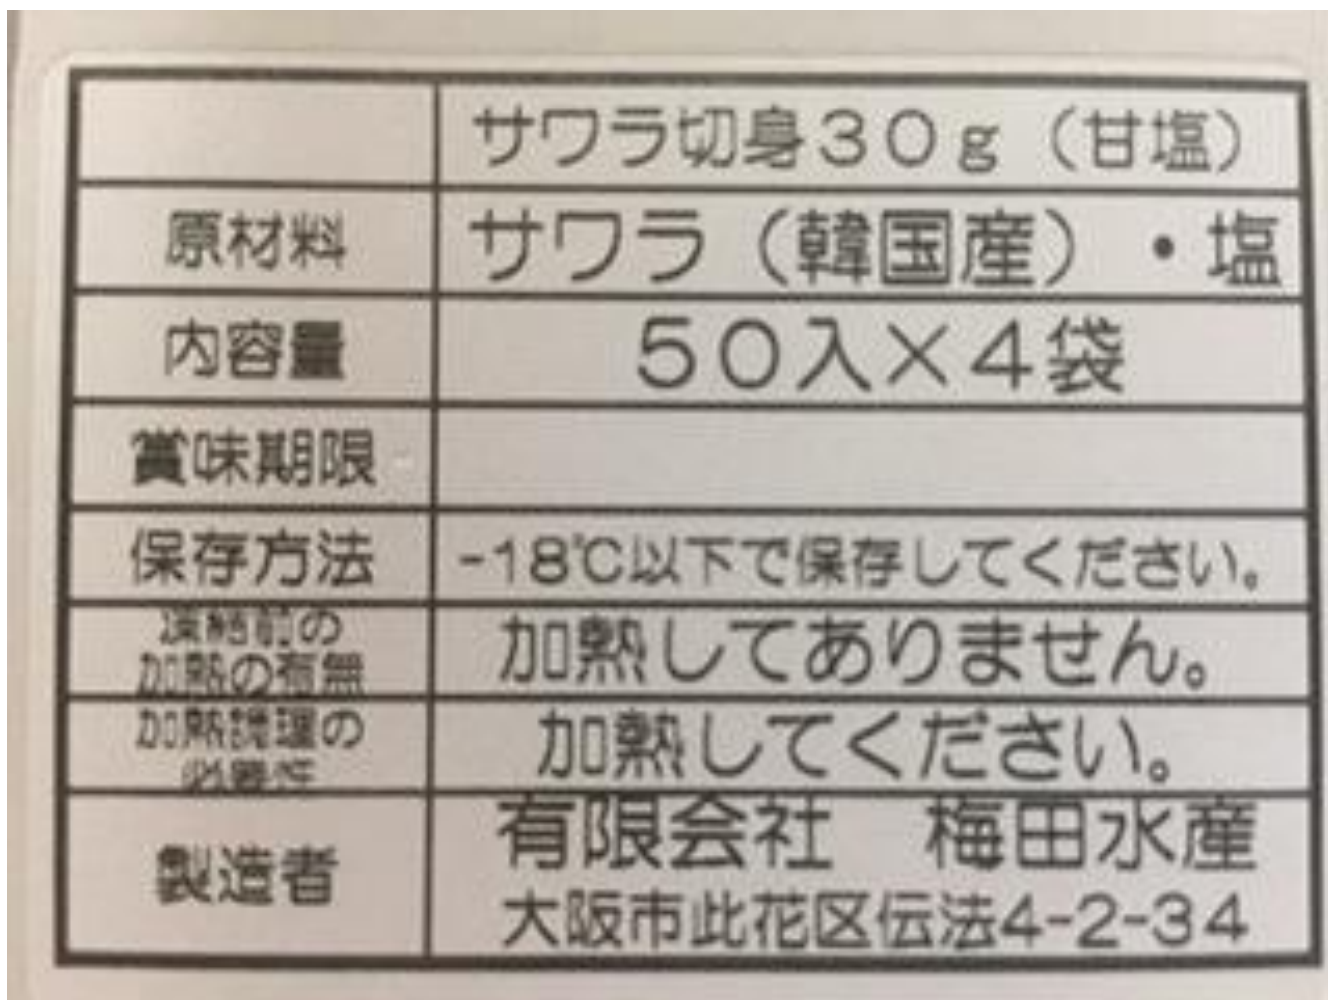 サワラ切身30g（甘塩）
原材料 サワラ（韓国産）・塩
内容量 50入×4袋
賞味期限
保存方法 -18℃以下で保存してください。
凍結前の
加熱の有無 加熱してありません。
加熱調理の
必要性 加熱してください。
製造者 有限会社　梅田水産
大阪市此花区伝法4-2-34